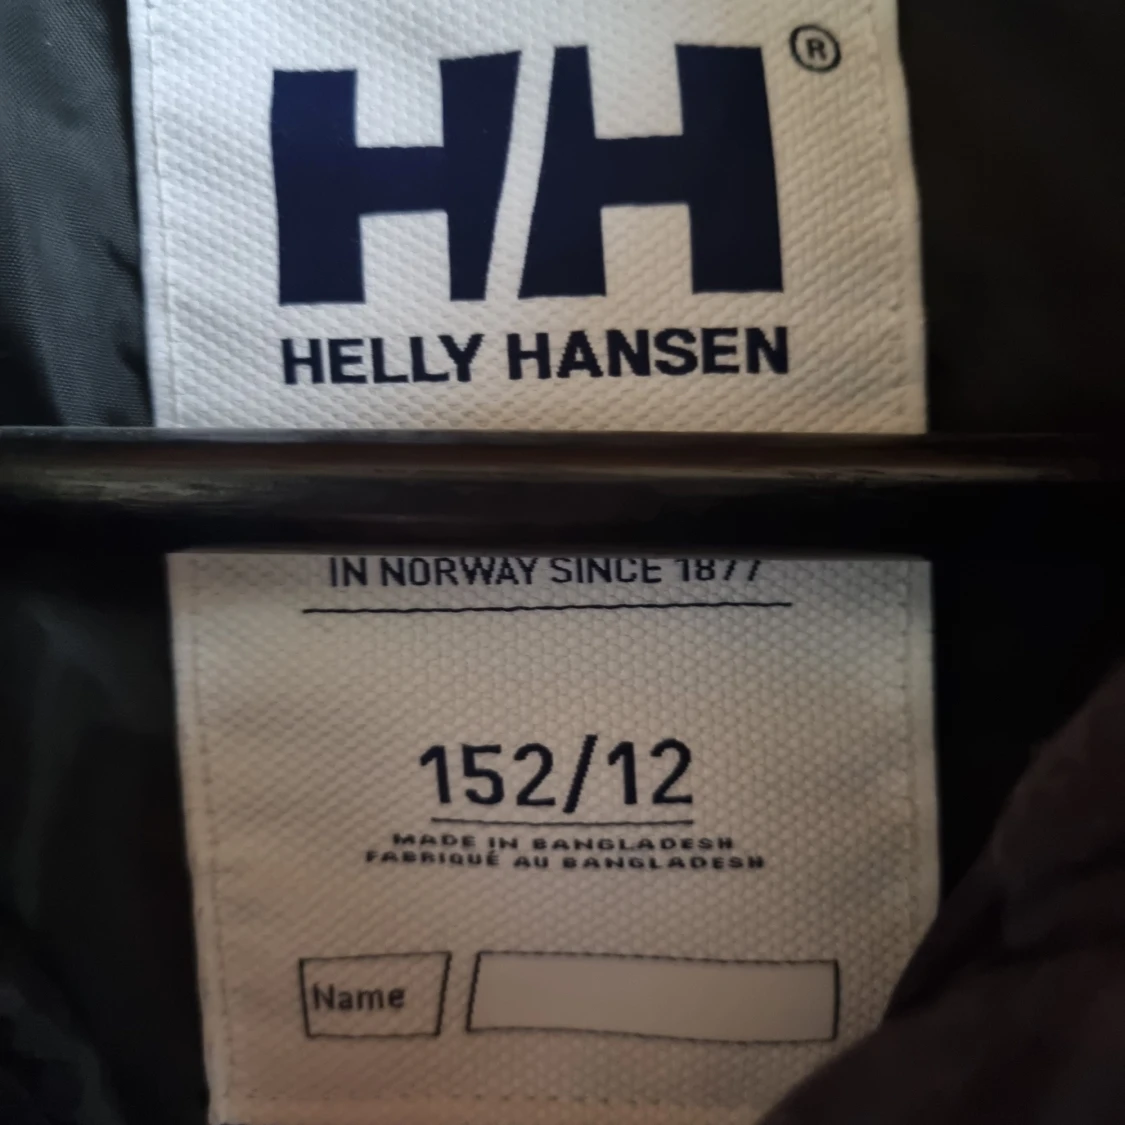 HH®
HELLY HANSEN
IN NORWAY SINCE 1877
152/12
MADE IN BANGLADESH
FABRIQUÉ AU BANGLADESH
Name